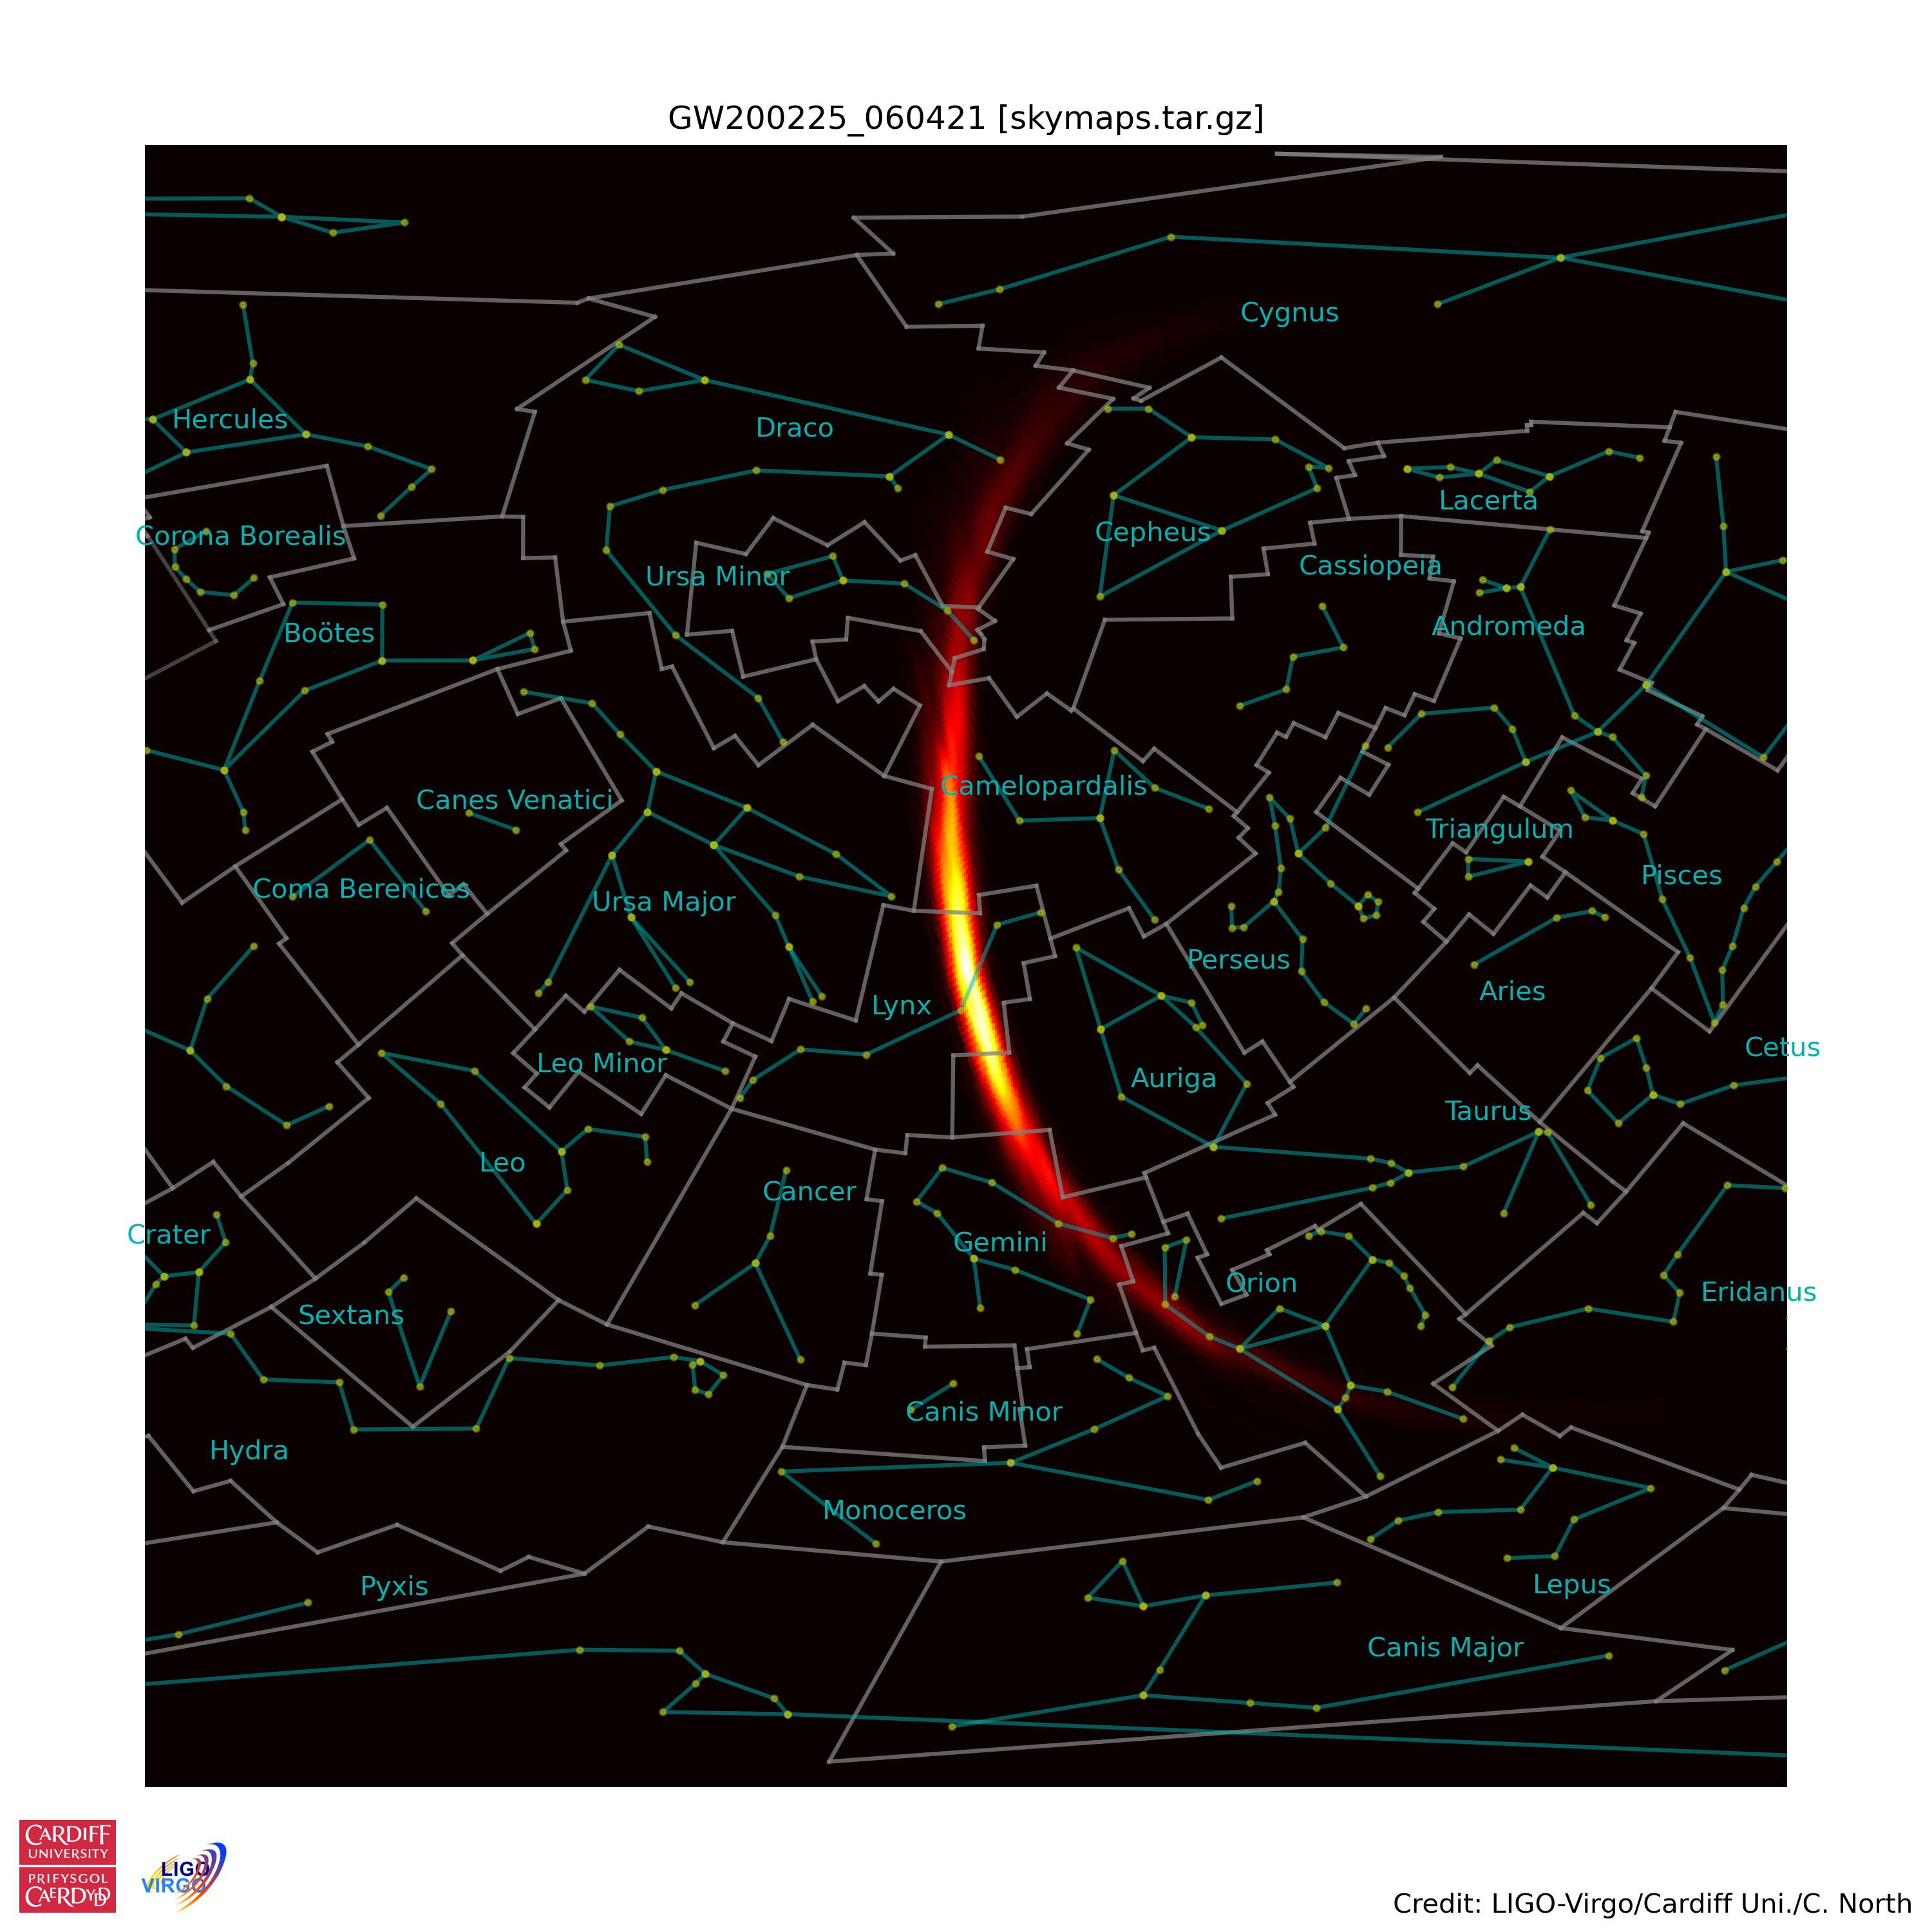 GW200225_060421 [skymaps.tar.gz]
Cygnus
Hercules
Draco
Lacerta
Corona Borealis
Cepheus
Cassiopeia
Ursa Minor
Boötes
Andromeda
Camelopardalis
Canes Venatici
Triangulum
Pisces
Coma Berenices
Ursa Major
Perseus
Aries
Lynx
Cetus
Leo Minor
Auriga
Taurus
Leo
Cancer
Crater
Gemini
Orion
Eridanus
Sextans
Canis Minor
Hydra
Monoceros
Pyxis
Lepus
Canis Major
CARDIFF
UNIVERSITY
PRIFYSGOL
CAERDYDD
LIGO
VIRGO
Credit: LIGO-Virgo/Cardiff Uni./C. North